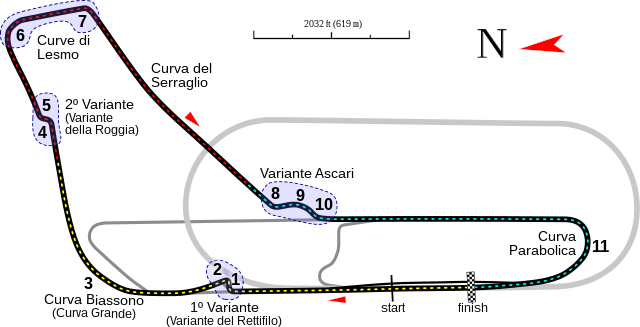 2032 ft (619 m)
N
6
7
Curve di
Lesmo
Curva del
Serraglio
5
4
2º Variante
(Variante
della Roggia)
Variante Ascari
8
9
10
Curva
Parabolica
11
2
1
3
Curva Biassono
(Curva Grande)
1º Variante
(Variante del Rettifilo)
start
finish